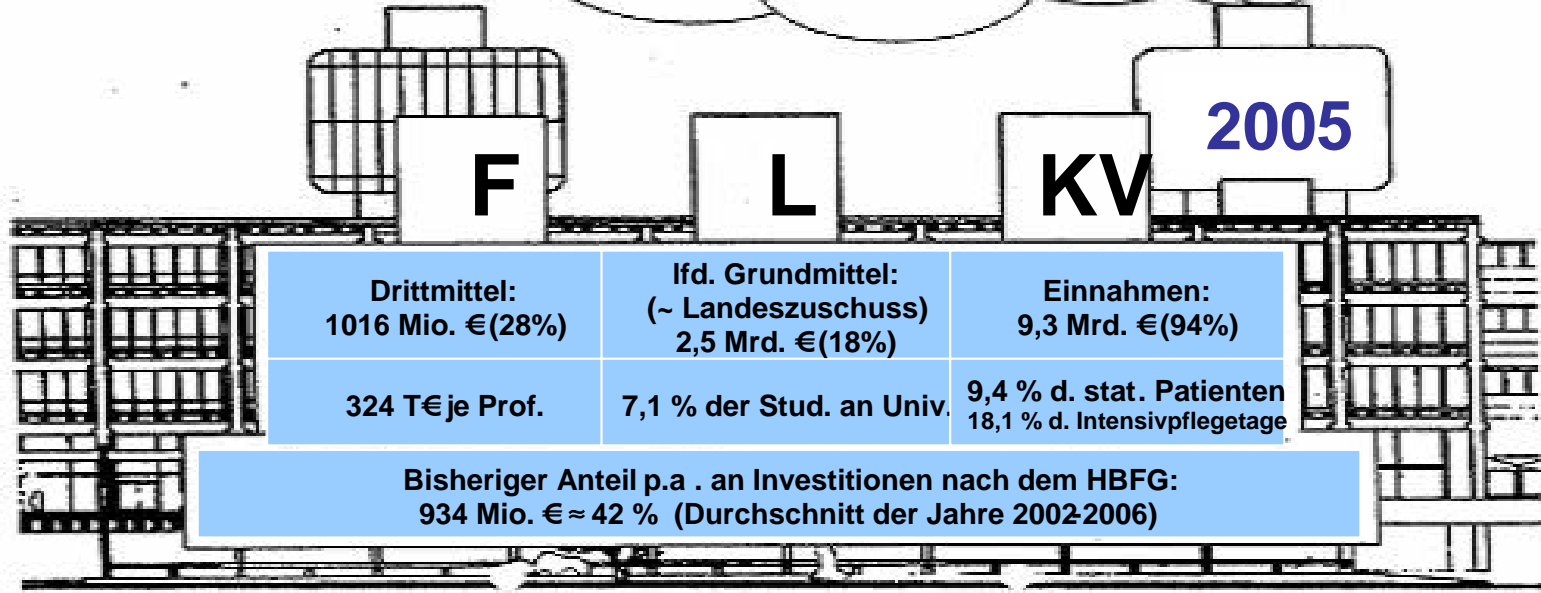 2005
F L KV
Drittmittel:
1016 Mio. €(28%)
lfd. Grundmittel:
(~ Landeszuschuss)
2,5 Mrd. €(18%)
Einnahmen:
9,3 Mrd. €(94%)
324 T€ je Prof.
7,1 % der Stud. an Univ.
9,4 % d. stat. Patienten
18,1 % d. Intensivpflegetage
Bisheriger Anteil p.a . an Investitionen nach dem HBFG:
934 Mio. € ≈ 42 % (Durchschnitt der Jahre 2002-2006)